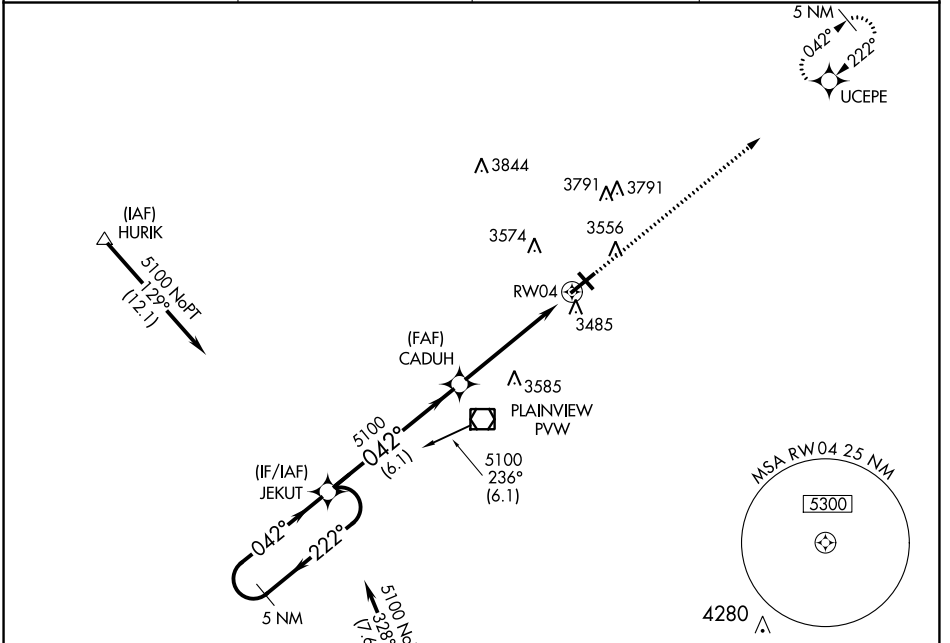 5 NM
042°
222°
UCEPE
3844
3791
3791
(IAF)
HURIK
3574
3556
5100 NoPT
129°
(12.1)
RW04
3485
(FAF)
CADUH
3585
PLAINVIEW
PVW
5100
042°
(6.1)
5100
236°
(6.1)
(IF/IAF)
JEKUT
MSA RW04 25 NM
5300
042°
222°
5 NM
5100
328°
4280